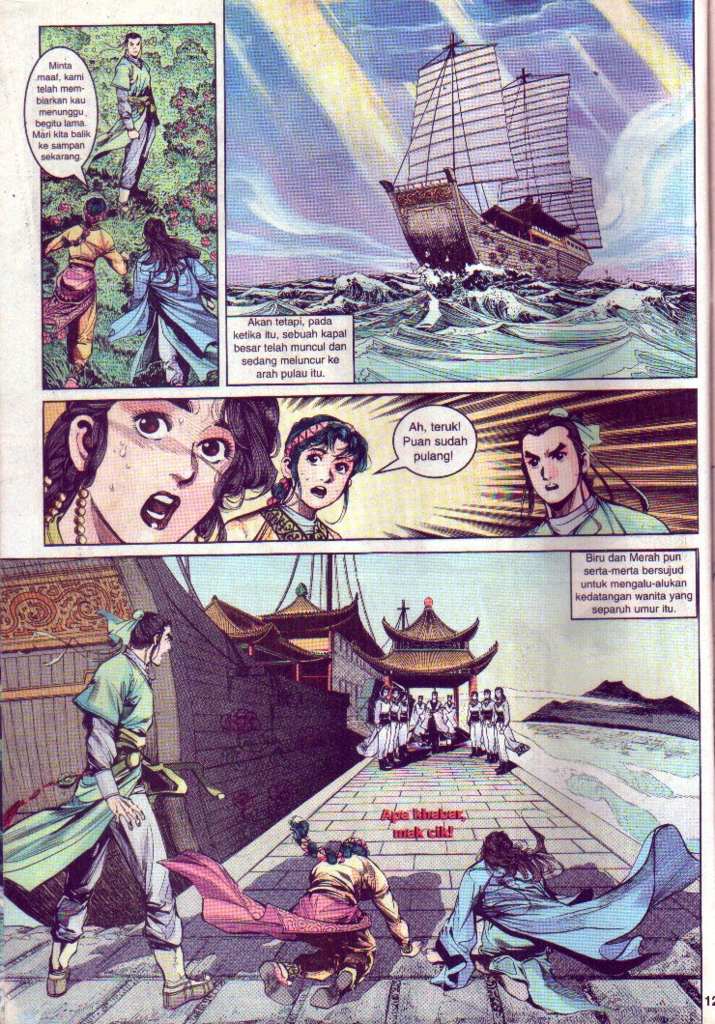 Minta
maaf, kami
telah mem-
biarkan kau
menunggu
begitu lama.
Mari kita balik
ke sampan
sekarang.
Akan tetapi, pada
ketika itu, sebuah kapal
besar telah muncul dan
sedang meluncur ke
arah pulau itu.
Ah, teruk!
Puan sudah
pulang!
Biru dan Merah pun
serta-merta bersujud
untuk mengalu-alukan
kedatangan wanita yang
separuh umur itu.
Apa khabar,
mak cik!